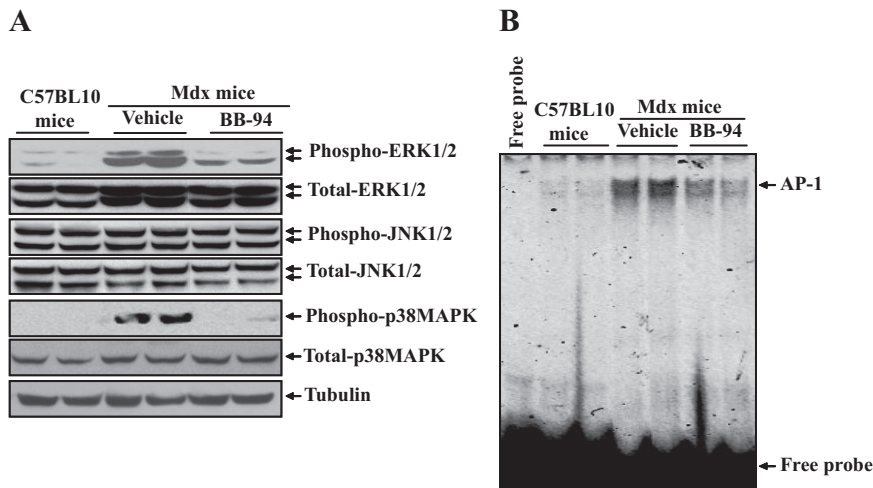 A
C57BL10
mice
Mdx mice
Vehicle
BB-94
Phospho-ERK1/2
Total-ERK1/2
Phospho-JNK1/2
Total-JNK1/2
Phospho-p38MAPK
Total-p38MAPK
Tubulin
B
Free probe
C57BL10
mice
Mdx mice
Vehicle
BB-94
AP-1
Free probe